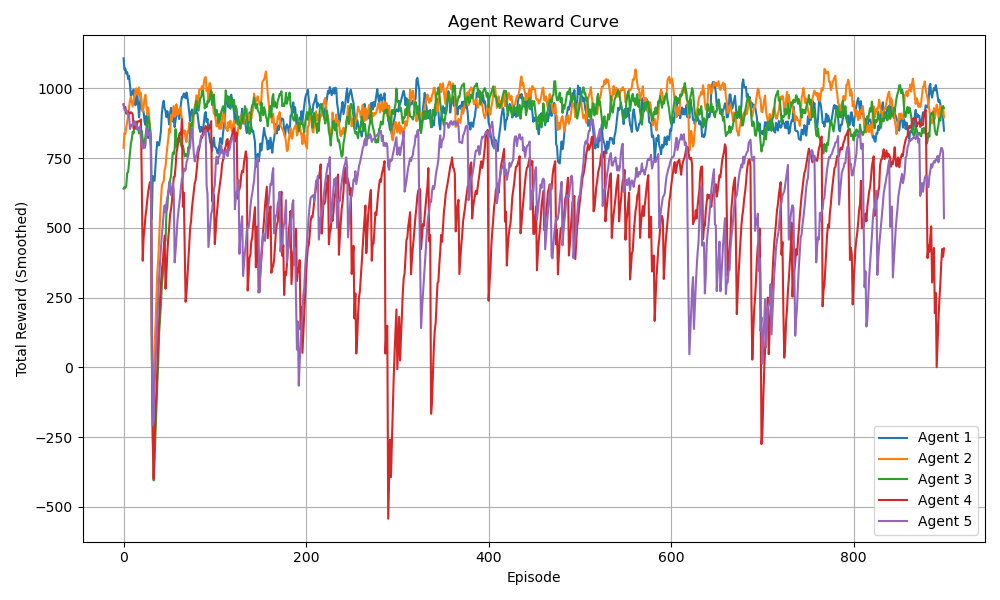 Agent Reward Curve
Total Reward (Smoothed)
1000
750
500
250
0
−250
−500
0 200 400 600 800
Episode
Agent 1
Agent 2
Agent 3
Agent 4
Agent 5